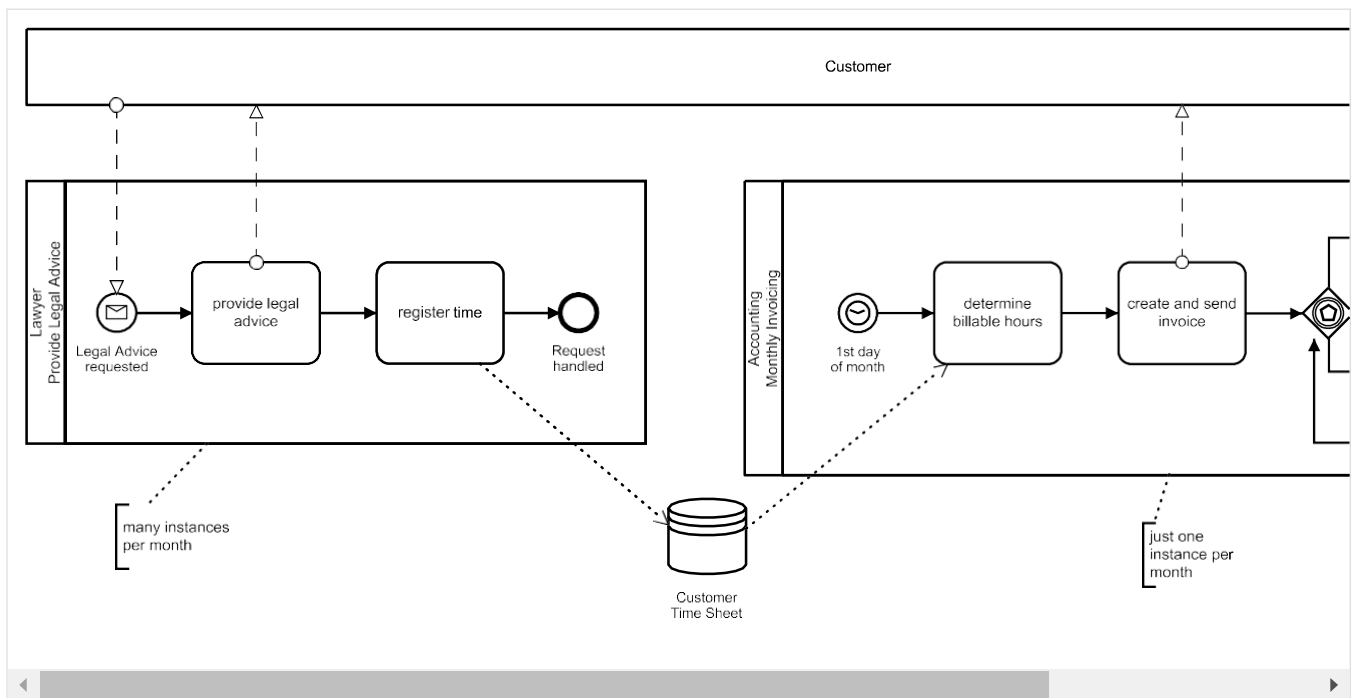 Customer
Lawyer
Provide Legal Advice
Legal Advice
requested
provide legal
advice
register time
Request
handled
many instances
per month
Customer
Time Sheet
Accounting
Monthly Invoicing
1st day
of month
determine
billable hours
create and send
invoice
just one
instance per
month